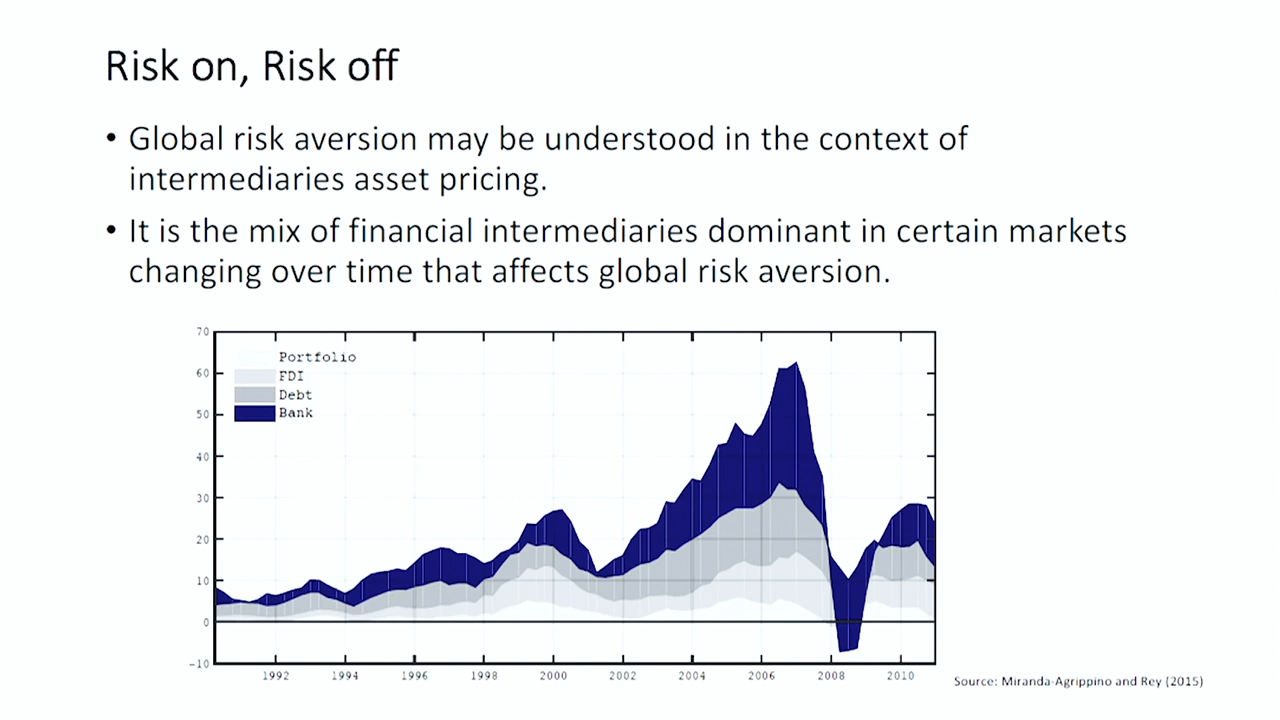 Risk on, Risk off
• Global risk aversion may be understood in the context of
intermediaries asset pricing.
• It is the mix of financial intermediaries dominant in certain markets
changing over time that affects global risk aversion.
70
60
50
40
30
20
10
0
-10
Portfolio
FDI
Debt
Bank
1992 1994 1996 1998 2000 2002 2004 2006 2008 2010
Source: Miranda-Agrippino and Rey (2015)